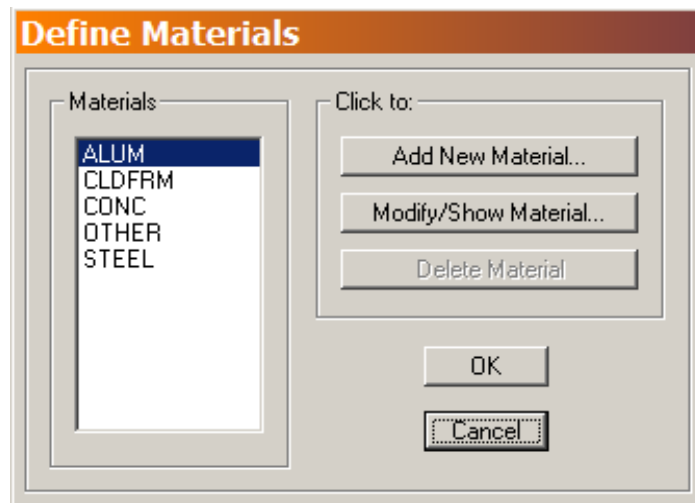 Define Materials
Materials
ALUM
CLDFRM
CONC
OTHER
STEEL
Click to:
Add New Material...
Modify/Show Material...
Delete Material
OK
Cancel